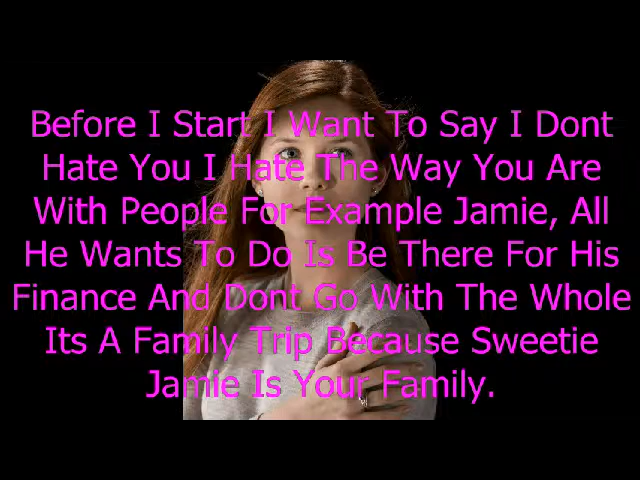 Before I Start I Want To Say I Dont
Hate You I Hate The Way You Are
With People For Example Jamie, All
He Wants To Do Is Be There For His
Finance And Dont Go With The Whole
Its A Family Trip Because Sweetie
Jamie Is Your Family.